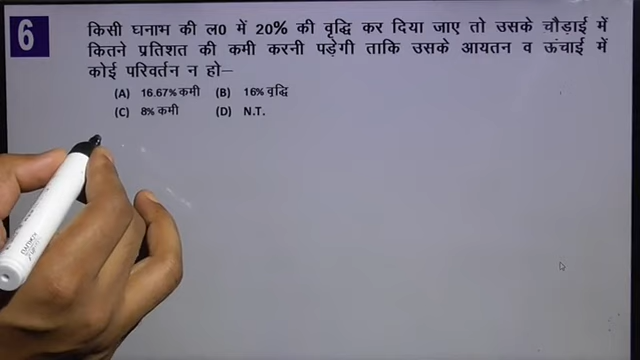 6
किसी घनाभ की ल0 में 20% की वृद्धि कर दिया जाए तो उसके चौड़ाई में
कितने प्रतिशत की कमी करनी पड़ेगी ताकि उसके आयतन व ऊंचाई में
कोई परिवर्तन न हो–
(A) 16.67% कमी (B) 16% वृद्धि
(C) 8% कमी (D) N.T.